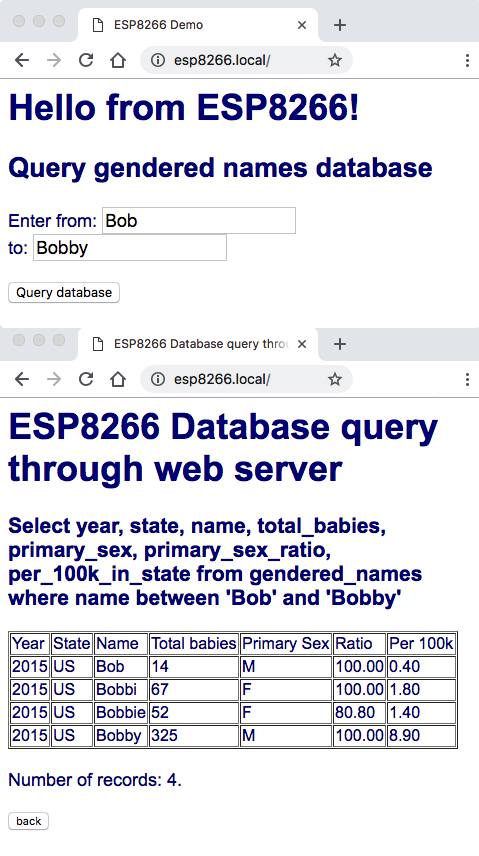 ESP8266 Demo
esp8266.local/
Hello from ESP8266!
Query gendered names database
Enter from: Bob
to: Bobby
Query database
ESP8266 Database query throu
esp8266.local/
ESP8266 Database query
through web server
Select year, state, name, total_babies,
primary_sex, primary_sex_ratio,
per_100k_in_state from gendered_names
where name between 'Bob' and 'Bobby'
Year State Name Total babies Primary Sex Ratio Per 100k
2015 US Bob 14 M 100.00 0.40
2015 US Bobbi 67 F 100.00 1.80
2015 US Bobbie 52 F 80.80 1.40
2015 US Bobby 325 M 100.00 8.90
Number of records: 4.
back